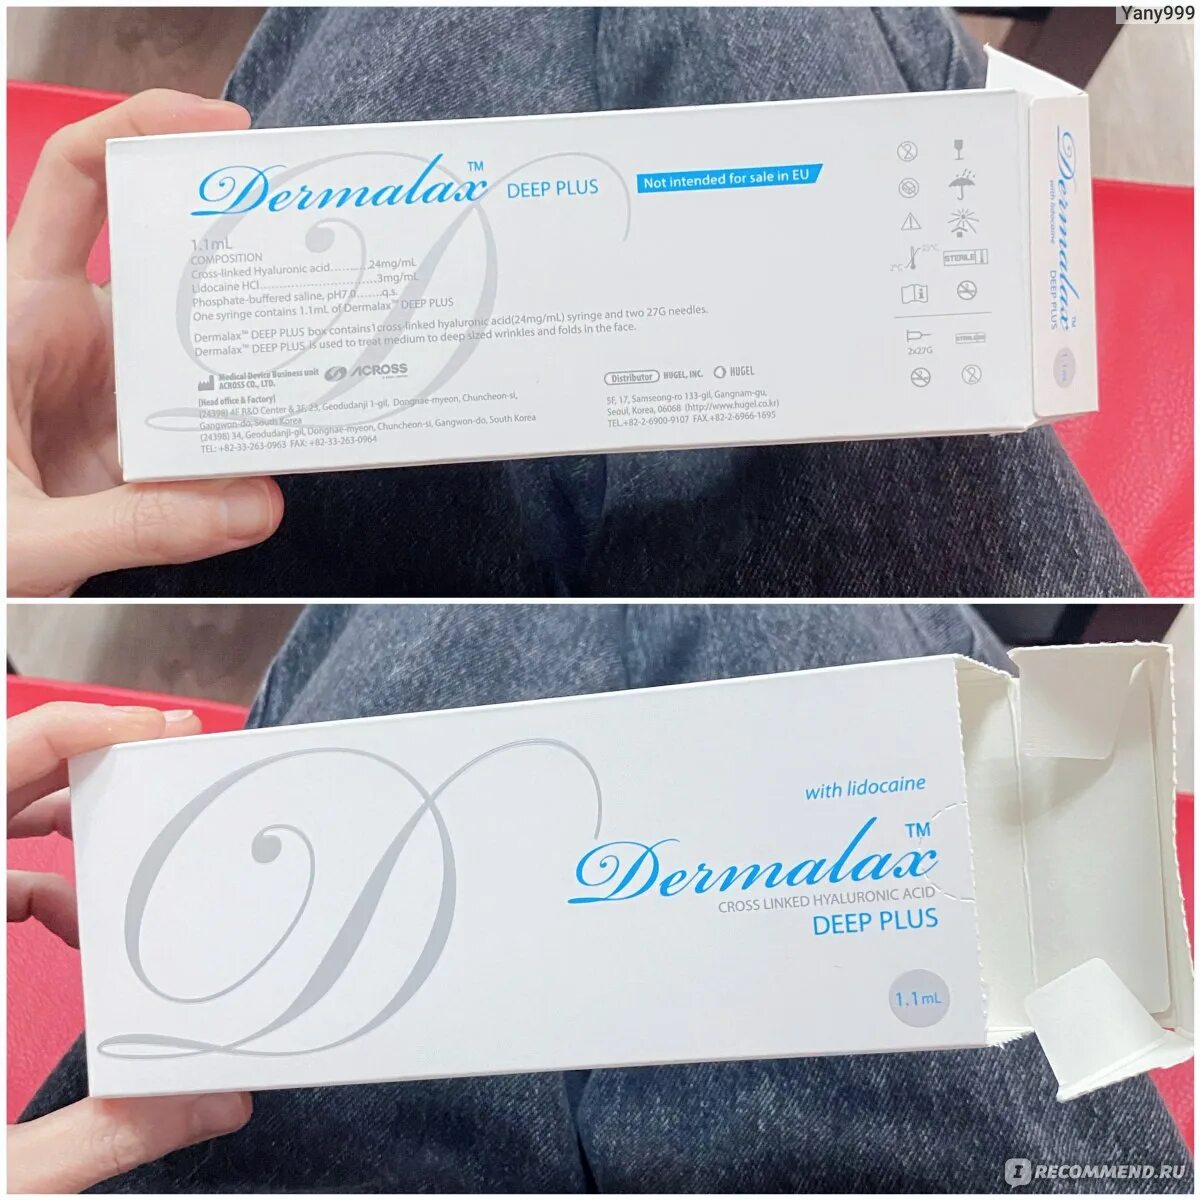 Yany999
Dermalax™ DEEP PLUS
Not intended for sale in EU
1.1mL
COMPOSITION
Cross-linked Hyaluronic acid..........24mg/mL
Lidocaine HCl..............................3mg/mL
Phosphate-buffered saline, pH7.0.......q.s.
One syringe contains 1.1mL of Dermalax™ DEEP PLUS
Dermalax™ DEEP PLUS box contains1cross-linked hyaluronic acid(24mg/mL) syringe and two 27G needles.
Dermalax™ DEEP PLUS is used to treat medium to deep sized wrinkles and folds in the face.
Medical Device Business unit
ACROSS CO., LTD.
ACROSS
[Head office & Factory]
(24398) 4F R&D Center & 3F, 23, Geodudanji 1-gil, Dongnae-myeon, Chuncheon-si,
Gangwon-do, South Korea
(24398) 34, Geodudanji-gil, Dongnae-myeon, Chuncheon-si, Gangwon-do, South Korea
TEL: +82-33-263-0963 FAX: +82-33-263-0964
Distributor HUGEL, INC. HUGEL
5F, 17, Samseong-ro 133-gil, Gangnam-gu,
Seoul, Korea, 06068 (http://www.hugel.co.kr)
TEL.+82-2-6900-9107 FAX.+82-2-6966-1695
2
2°C 25°C
STERILE
2x27G
2
Dermalax™
with lidocaine
DEEP PLUS
1.1mL
with lidocaine
Dermalax™
CROSS LINKED HYALURONIC ACID
DEEP PLUS
1.1mL
D
IRECOMMEND.RU